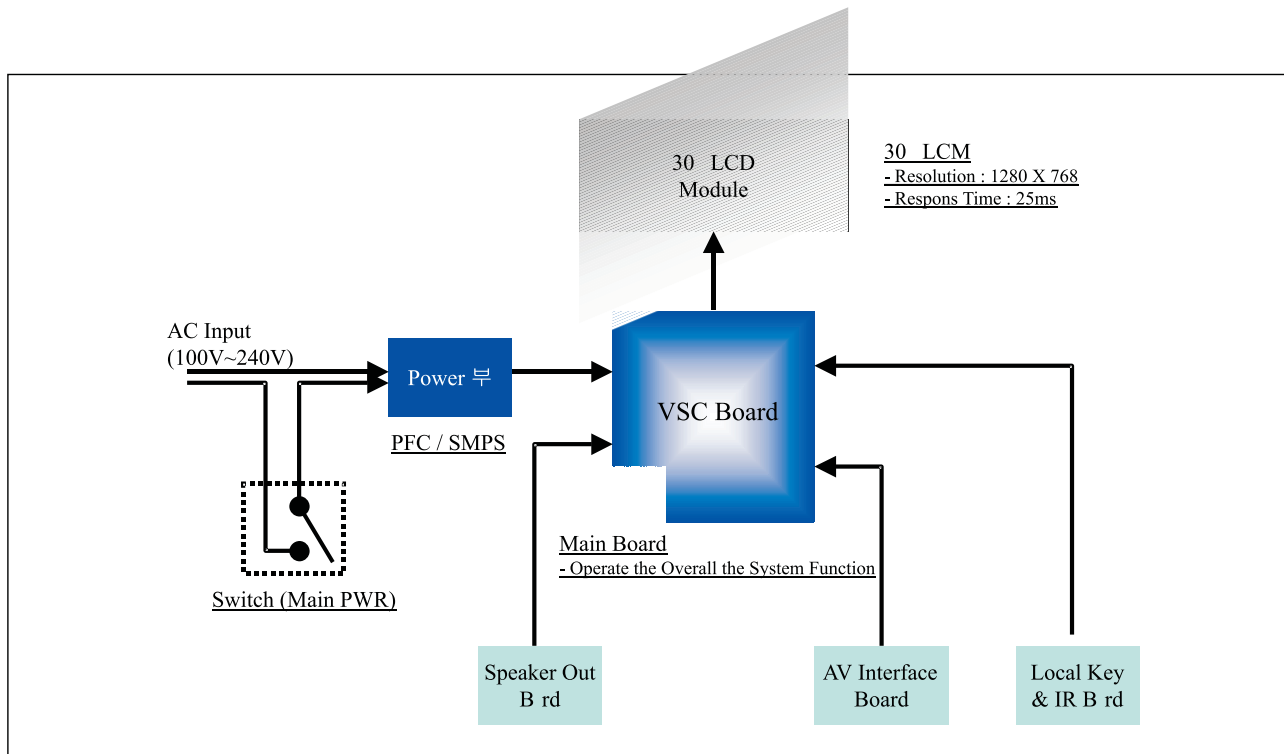 30 LCD
Module
30 LCM
- Resolution : 1280 X 768
- Respons Time : 25ms
AC Input
(100V~240V)
Power 부
PFC / SMPS
VSC Board
Main Board
- Operate the Overall the System Function
Switch (Main PWR)
Speaker Out
B rd
AV Interface
Board
Local Key
& IR B rd